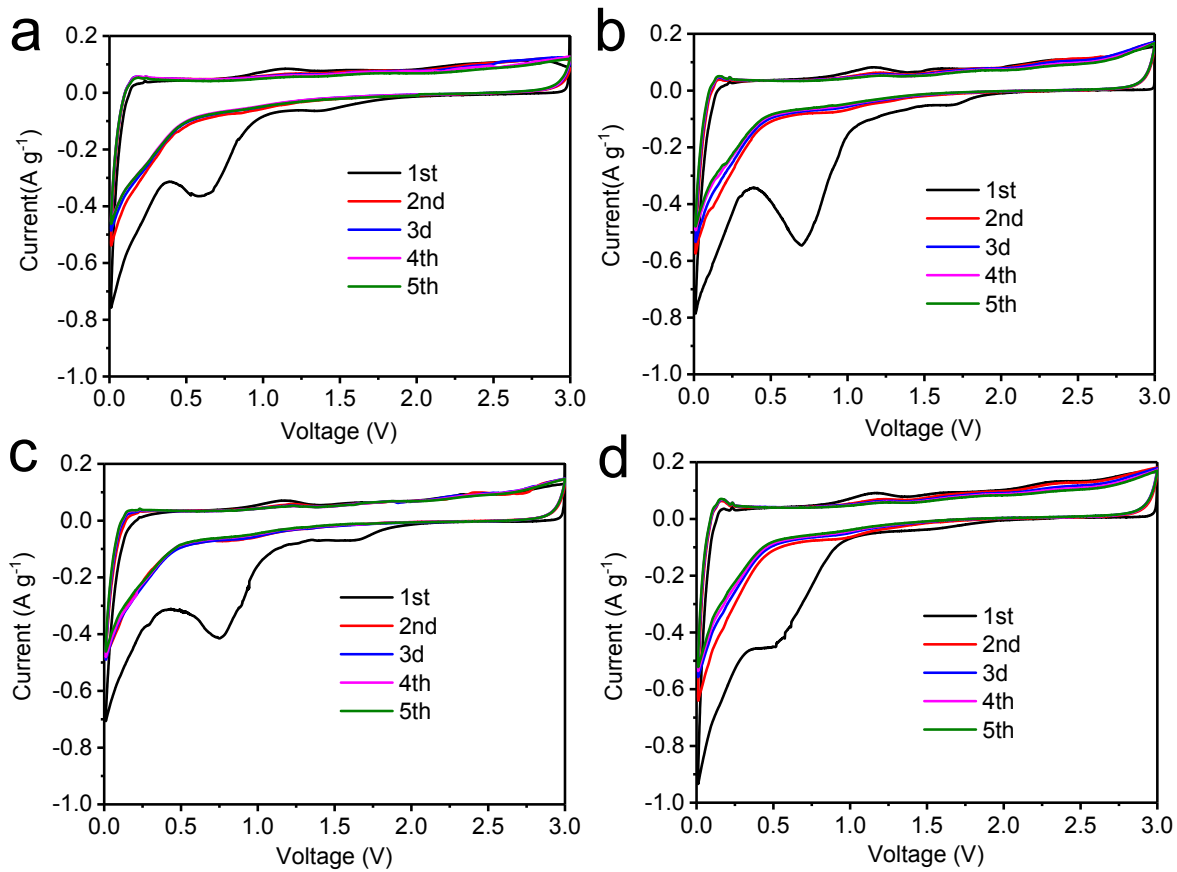 a
0.2
0.0
-0.2
-0.4
-0.6
-0.8
-1.0
Current(A g-1)
1st
2nd
3d
4th
5th
0.0 0.5 1.0 1.5 2.0 2.5 3.0
Voltage (V)
b
0.2
0.0
-0.2
-0.4
-0.6
-0.8
-1.0
Current (A g-1)
1st
2nd
3d
4th
5th
0.0 0.5 1.0 1.5 2.0 2.5 3.0
Voltage (V)
c
0.2
0.0
-0.2
-0.4
-0.6
-0.8
-1.0
Current (A g-1)
1st
2nd
3d
4th
5th
0.0 0.5 1.0 1.5 2.0 2.5 3.0
Voltage (V)
d
0.2
0.0
-0.2
-0.4
-0.6
-0.8
-1.0
Current (A g-1)
1st
2nd
3d
4th
5th
0.0 0.5 1.0 1.5 2.0 2.5 3.0
Voltage (V)